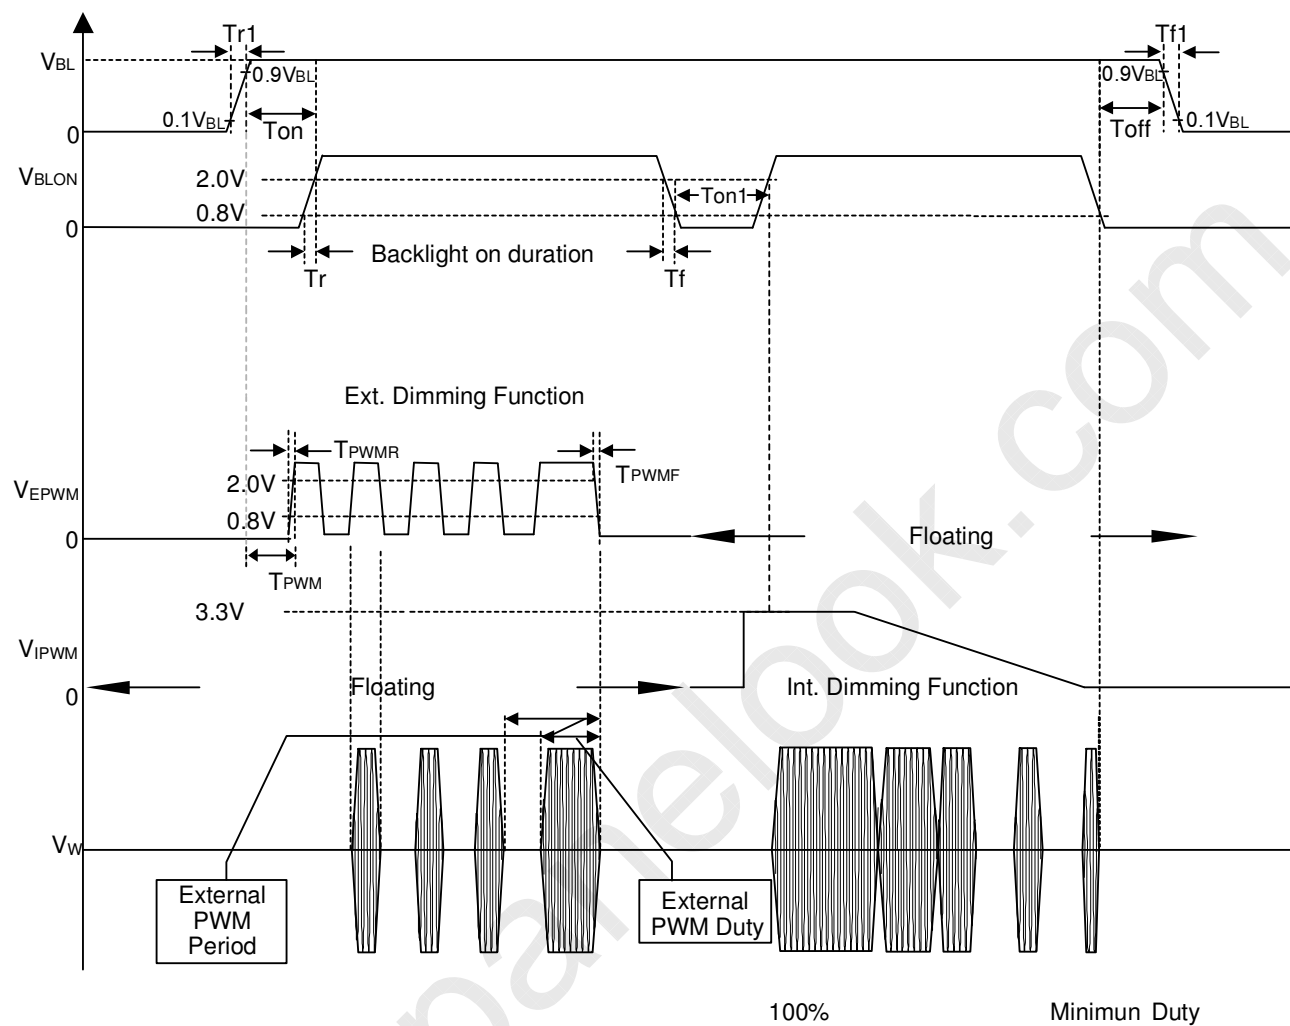 Tr1
Tf1
VBL
0.9VBL
0.9VBL
0.1VBL
Ton
Toff
0.1VBL
0
VBLON
2.0V
Ton1
0.8V
0
Backlight on duration
Tr
Tf
Ext. Dimming Function
TPWMR
TPWMF
VEPWM
2.0V
0.8V
0
Floating
TPWM
3.3V
VIPWM
0
Floating
Int. Dimming Function
VW
External
PWM
Period
External
PWM Duty
100%
Minimun Duty
panelook.com